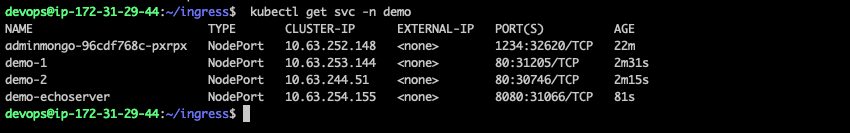 devops@ip-172-31-29-44:~/ingress$  kubectl get svc -n demo
NAME                          TYPE       CLUSTER-IP      EXTERNAL-IP   PORT(S)          AGE
adminmongo-96cdf768c-pxrpx    NodePort   10.63.252.148   <none>        1234:32620/TCP   22m
demo-1                        NodePort   10.63.253.144   <none>        80:31205/TCP     2m31s
demo-2                        NodePort   10.63.244.51    <none>        80:30746/TCP     2m15s
demo-echoserver               NodePort   10.63.254.155   <none>        8080:31066/TCP   81s
devops@ip-172-31-29-44:~/ingress$